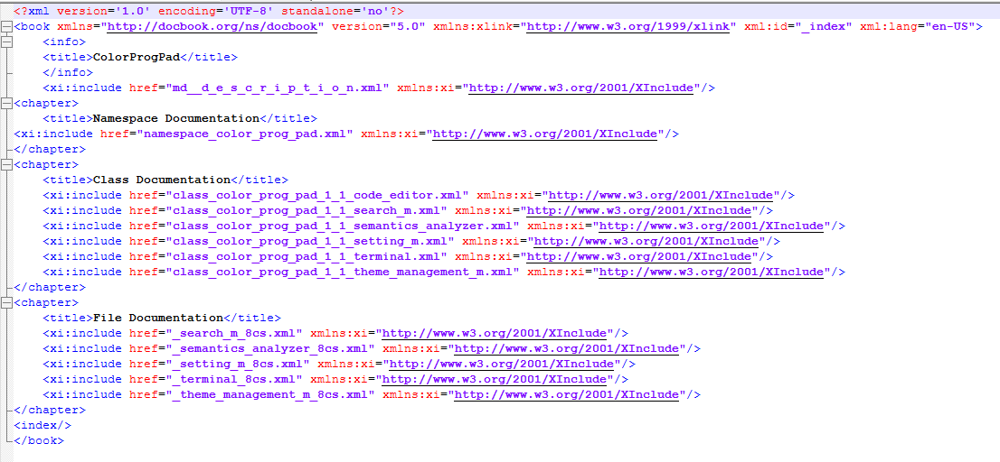 <?xml version='1.0' encoding='UTF-8' standalone='no'?>
<book xmlns="http://docbook.org/ns/docbook" version="5.0" xmlns:xlink="http://www.w3.org/1999/xlink" xml:id="_index" xml:lang="en-US">
    <info>
    <title>ColorProgPad</title>
    </info>
    <xi:include href="md__d_e_s_c_r_i_p_t_i_o_n.xml" xmlns:xi="http://www.w3.org/2001/XInclude"/>
<chapter>
    <title>Namespace Documentation</title>
<xi:include href="namespace_color_prog_pad.xml" xmlns:xi="http://www.w3.org/2001/XInclude"/>
</chapter>
<chapter>
    <title>Class Documentation</title>
    <xi:include href="class_color_prog_pad_1_1_code_editor.xml" xmlns:xi="http://www.w3.org/2001/XInclude"/>
    <xi:include href="class_color_prog_pad_1_1_search_m.xml" xmlns:xi="http://www.w3.org/2001/XInclude"/>
    <xi:include href="class_color_prog_pad_1_1_semantics_analyzer.xml" xmlns:xi="http://www.w3.org/2001/XInclude"/>
    <xi:include href="class_color_prog_pad_1_1_setting_m.xml" xmlns:xi="http://www.w3.org/2001/XInclude"/>
    <xi:include href="class_color_prog_pad_1_1_terminal.xml" xmlns:xi="http://www.w3.org/2001/XInclude"/>
    <xi:include href="class_color_prog_pad_1_1_theme_management_m.xml" xmlns:xi="http://www.w3.org/2001/XInclude"/>
</chapter>
<chapter>
    <title>File Documentation</title>
    <xi:include href="_search_m_8cs.xml" xmlns:xi="http://www.w3.org/2001/XInclude"/>
    <xi:include href="_semantics_analyzer_8cs.xml" xmlns:xi="http://www.w3.org/2001/XInclude"/>
    <xi:include href="_setting_m_8cs.xml" xmlns:xi="http://www.w3.org/2001/XInclude"/>
    <xi:include href="_terminal_8cs.xml" xmlns:xi="http://www.w3.org/2001/XInclude"/>
    <xi:include href="_theme_management_m_8cs.xml" xmlns:xi="http://www.w3.org/2001/XInclude"/>
</chapter>
<index/>
</book>